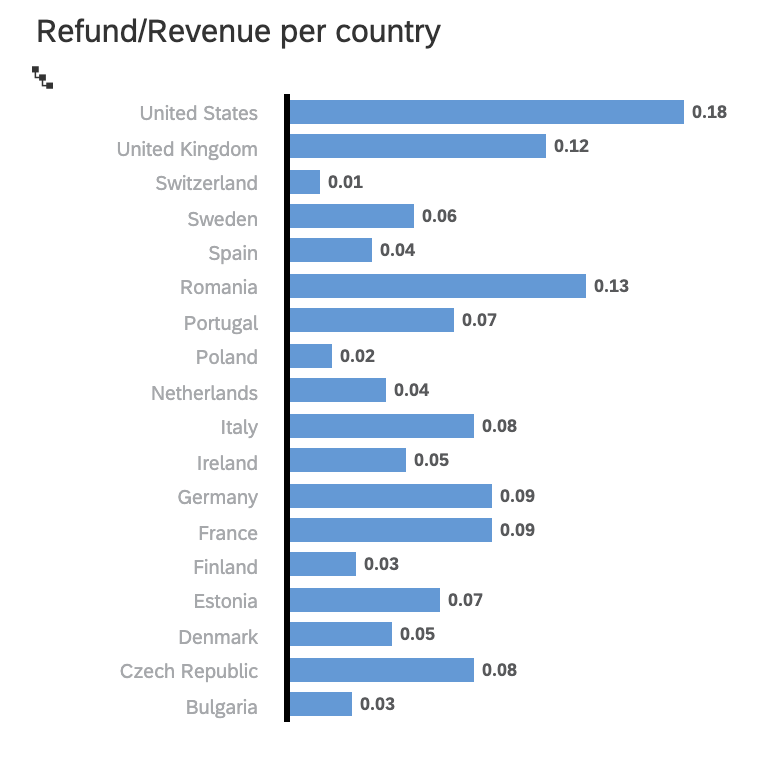 Refund/Revenue per country
United States 0.18
United Kingdom 0.12
Switzerland 0.01
Sweden 0.06
Spain 0.04
Romania 0.13
Portugal 0.07
Poland 0.02
Netherlands 0.04
Italy 0.08
Ireland 0.05
Germany 0.09
France 0.09
Finland 0.03
Estonia 0.07
Denmark 0.05
Czech Republic 0.08
Bulgaria 0.03